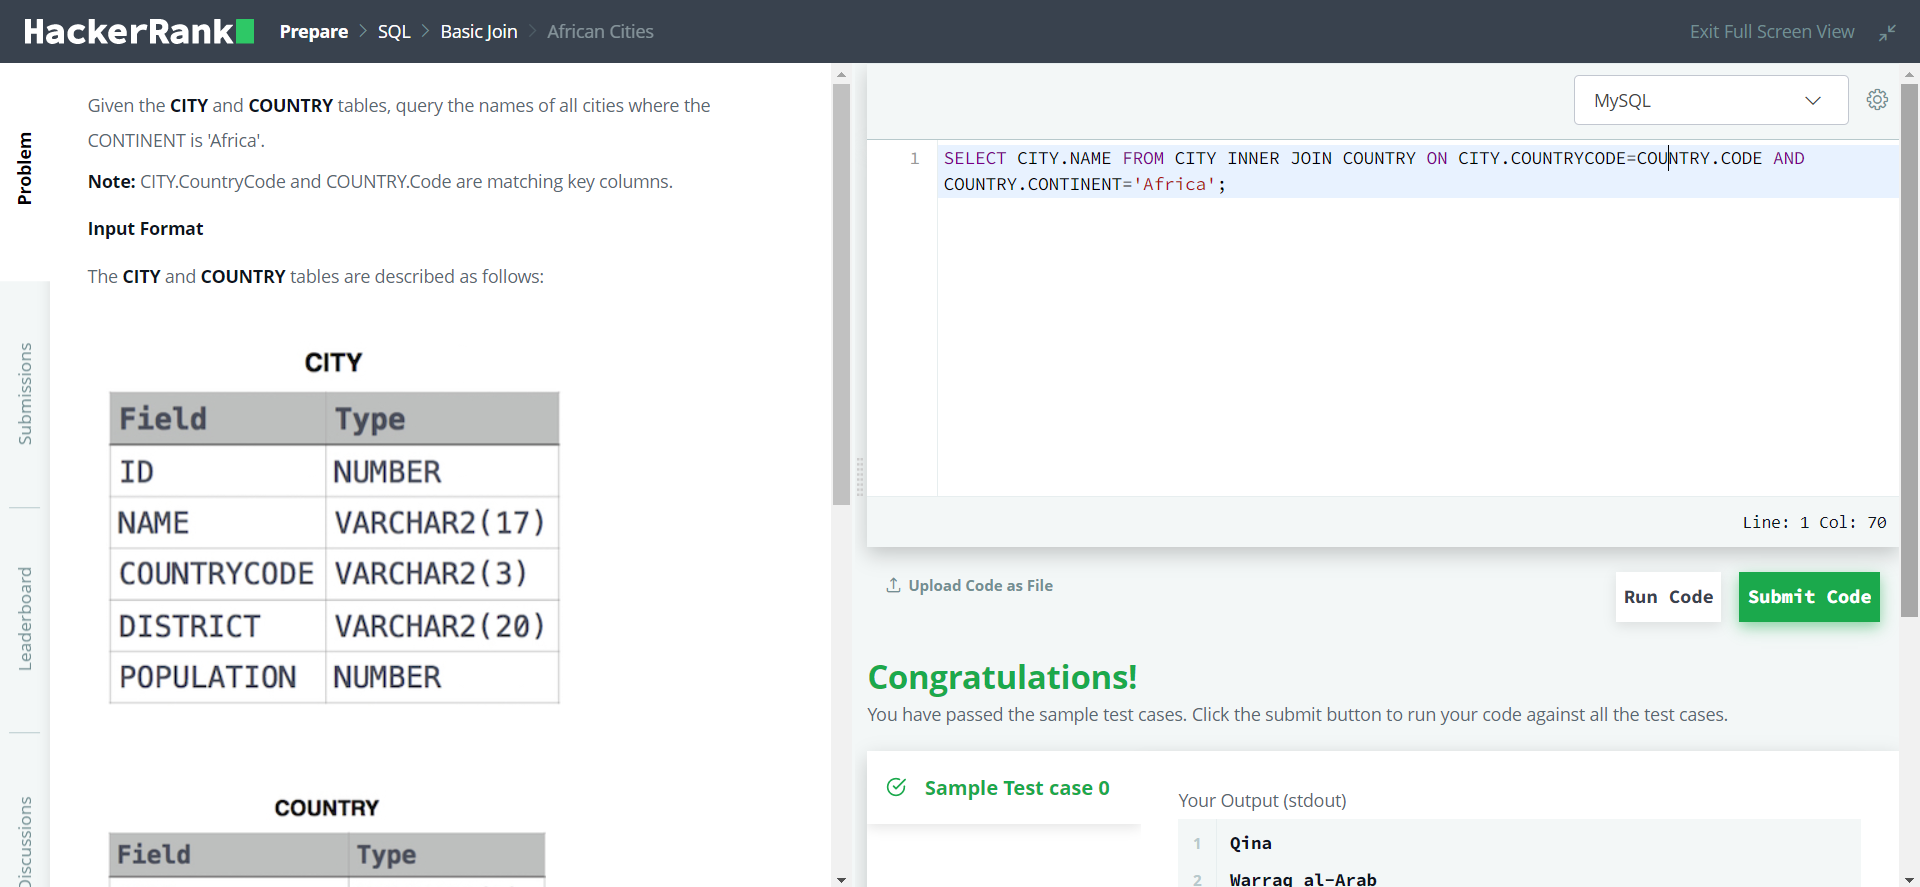 HackerRank
Prepare > SQL > Basic Join > African Cities
Exit Full Screen View
Problem
Submissions
Leaderboard
Discussions
Given the CITY and COUNTRY tables, query the names of all cities where the
CONTINENT is 'Africa'.
Note: CITY.CountryCode and COUNTRY.Code are matching key columns.
Input Format
The CITY and COUNTRY tables are described as follows:
CITY
Field Type
ID NUMBER
NAME VARCHAR2(17)
COUNTRYCODE VARCHAR2(3)
DISTRICT VARCHAR2(20)
POPULATION NUMBER
COUNTRY
Field Type
MySQL
1 SELECT CITY.NAME FROM CITY INNER JOIN COUNTRY ON CITY.COUNTRYCODE=COUNTRY.CODE AND
COUNTRY.CONTINENT='Africa';
Line: 1 Col: 70
Upload Code as File
Run Code
Submit Code
Congratulations!
You have passed the sample test cases. Click the submit button to run your code against all the test cases.
Sample Test case 0
Your Output (stdout)
1 Qina
2 Warraq al-Arab